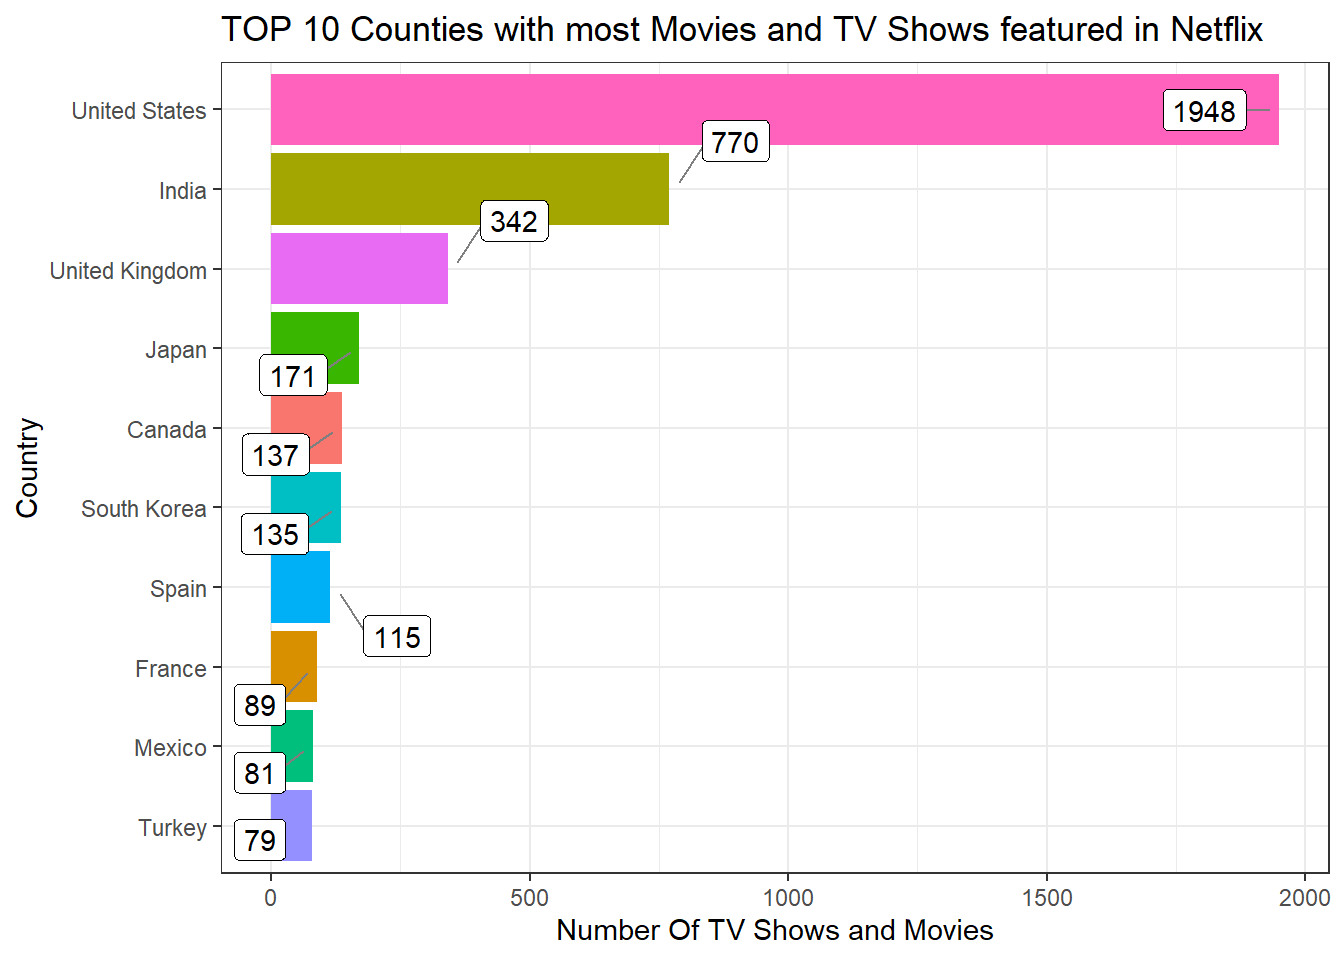 TOP 10 Counties with most Movies and TV Shows featured in Netflix
United States
1948
India
770
United Kingdom
342
Japan
171
Canada
137
South Korea
135
Spain
115
France
89
Mexico
81
Turkey
79
Country
0 500 1000 1500 2000
Number Of TV Shows and Movies